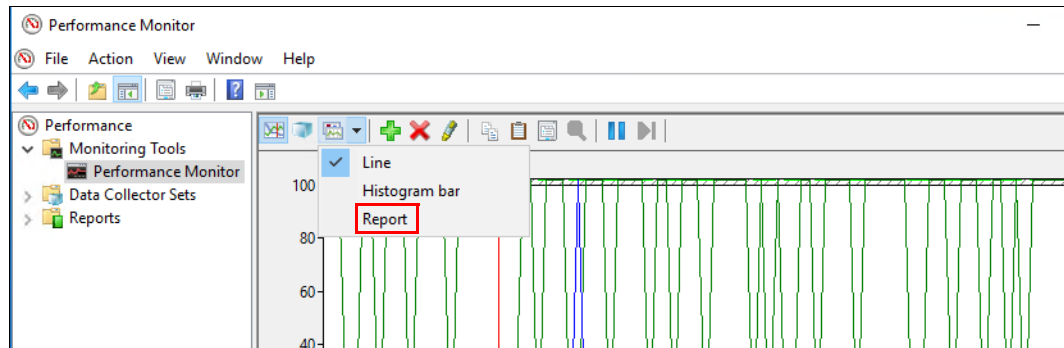 Performance Monitor
File Action View Window Help
Performance
Monitoring Tools
Performance Monitor
Data Collector Sets
Reports
Line
Histogram bar
Report
100
80
60
40